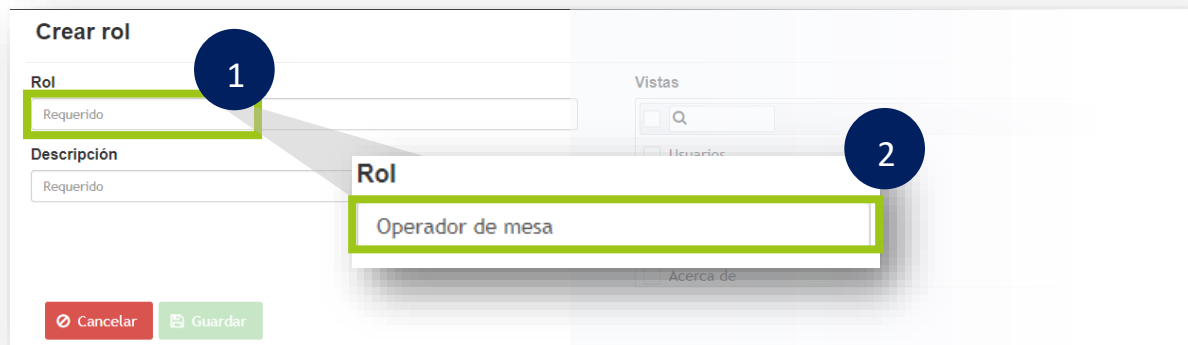 Crear rol
1
Rol
Requerido
Descripción
Requerido
Vistas
Usuarios
2
Rol
Operador de mesa
Acerca de
Cancelar
Guardar